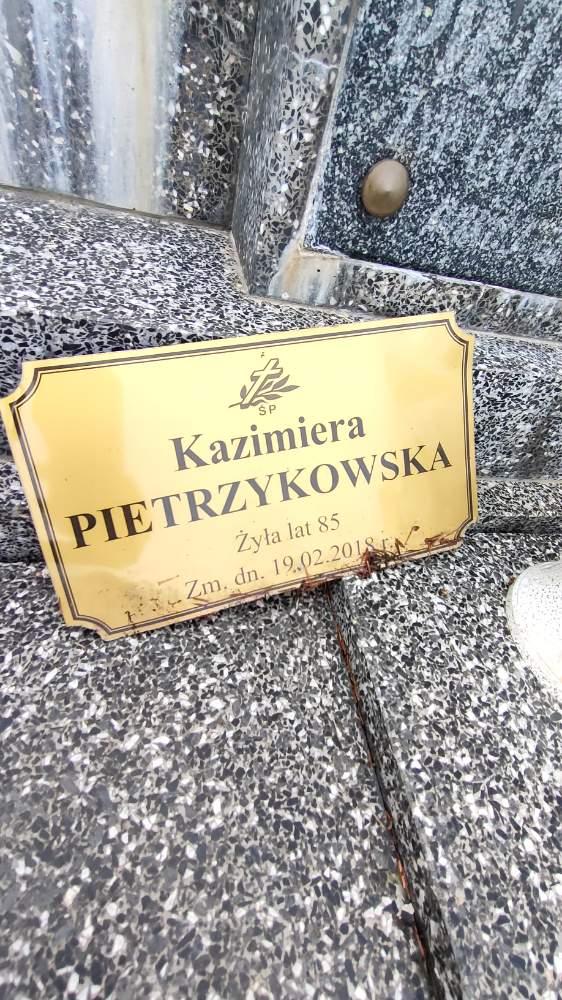 ŚP
Kazimiera
PIETRZYKOWSKA
Żyła lat 85
Zm. dn. 19.02.2018 r.